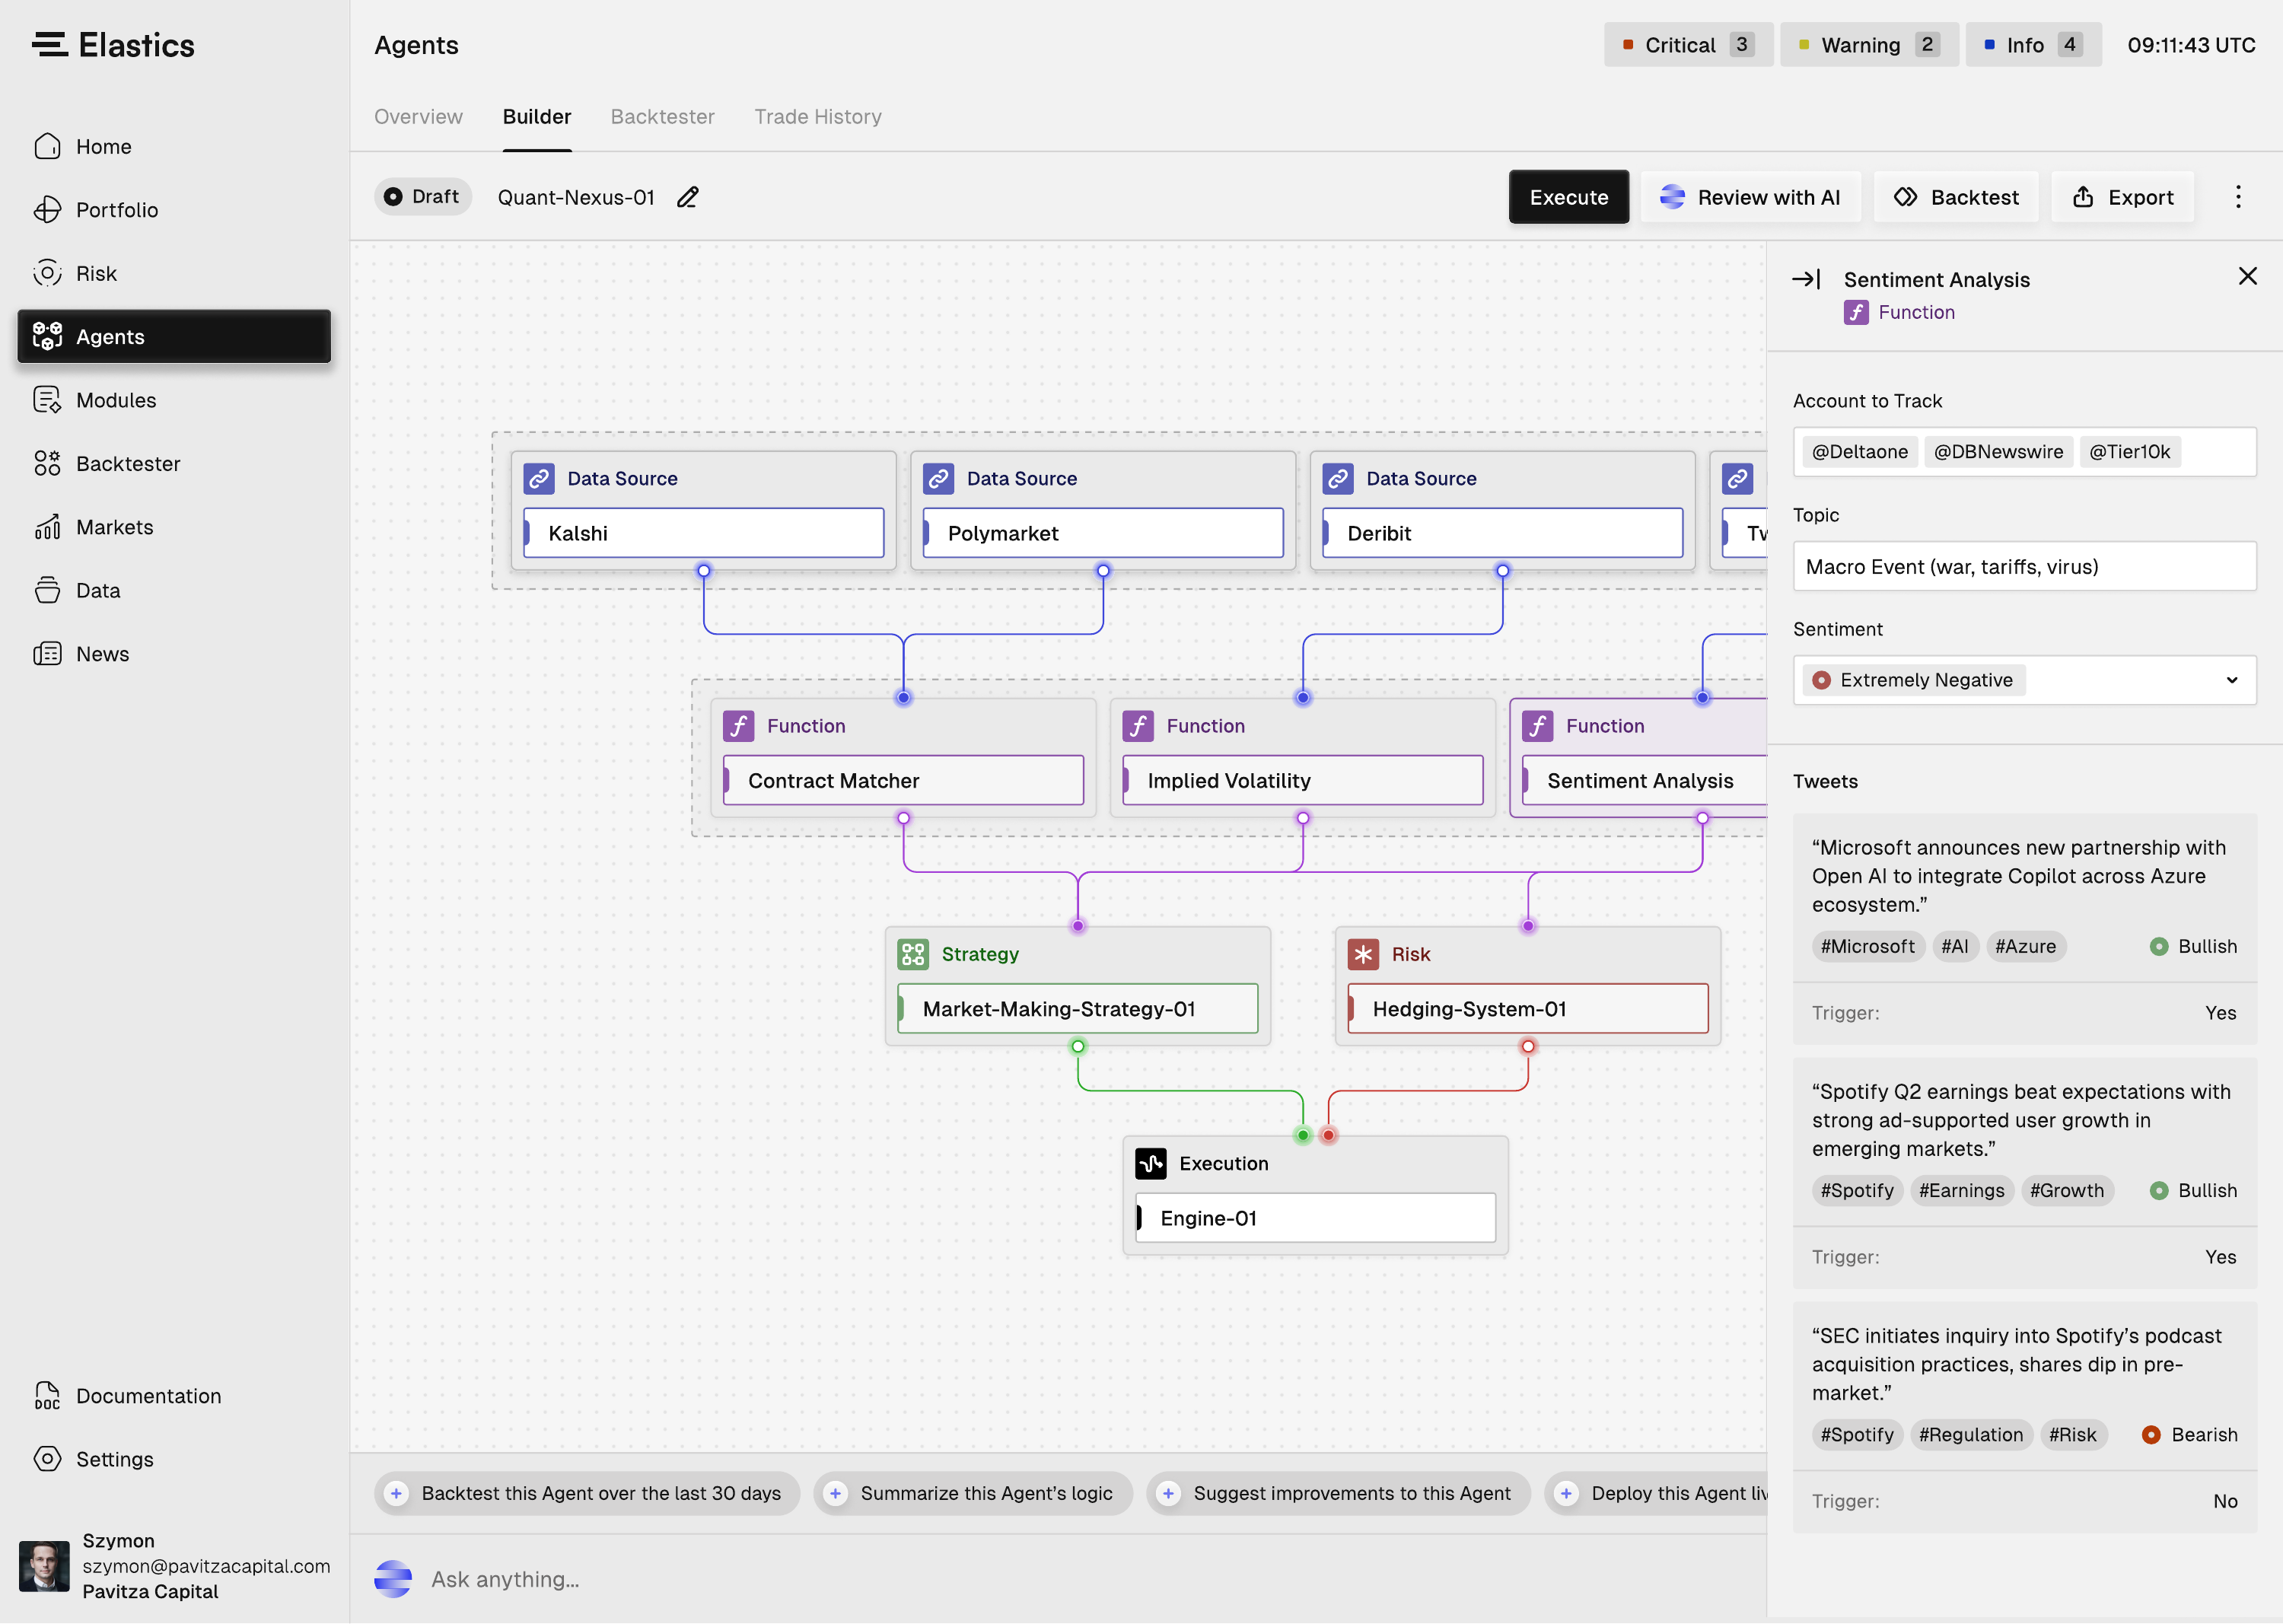 Elastics
Home
Portfolio
Risk
Agents
Modules
Backtester
Markets
Data
News
DOC
Documentation
Settings
Szymon
szymon@pavitzacapital.com
Pavitza Capital
Agents
Critical 3
Warning 2
Info 4
09:11:43 UTC
Overview
Builder
Backtester
Trade History
Draft
Quant-Nexus-01
Execute
Review with AI
Backtest
Export
Data Source
Kalshi
Data Source
Polymarket
Data Source
Deribit
Function
Contract Matcher
Function
Implied Volatility
Function
Sentiment Analysis
Strategy
Market-Making-Strategy-01
Risk
Hedging-System-01
Execution
Engine-01
Backtest this Agent over the last 30 days
Summarize this Agent’s logic
Suggest improvements to this Agent
Deploy this Agent
Ask anything...
Sentiment Analysis
Function
Account to Track
@Deltaone @DBNewswire @Tier10k
Topic
Macro Event (war, tariffs, virus)
Sentiment
Extremely Negative
Tweets
“Microsoft announces new partnership with
Open AI to integrate Copilot across Azure
ecosystem.”
#Microsoft #AI #Azure Bullish
Trigger: Yes
“Spotify Q2 earnings beat expectations with
strong ad-supported user growth in
emerging markets.”
#Spotify #Earnings #Growth Bullish
Trigger: Yes
“SEC initiates inquiry into Spotify’s podcast
acquisition practices, shares dip in pre-
market.”
#Spotify #Regulation #Risk Bearish
Trigger: No